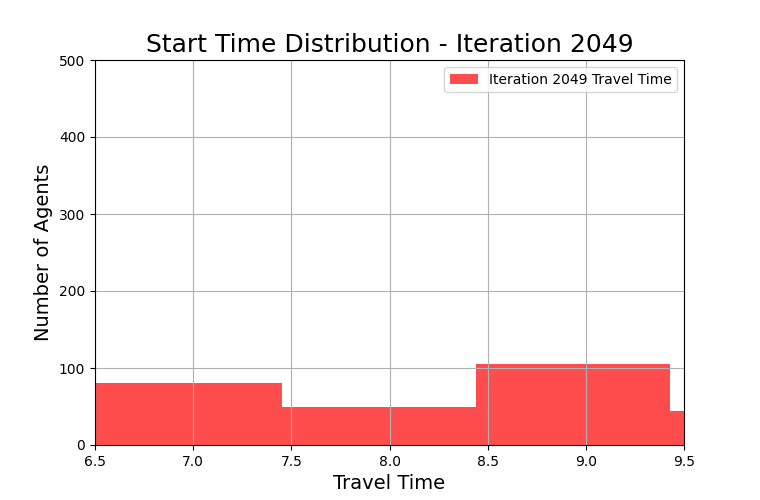 Start Time Distribution - Iteration 2049
Iteration 2049 Travel Time
Number of Agents
500
400
300
200
100
0
6.5 7.0 7.5 8.0 8.5 9.0 9.5
Travel Time